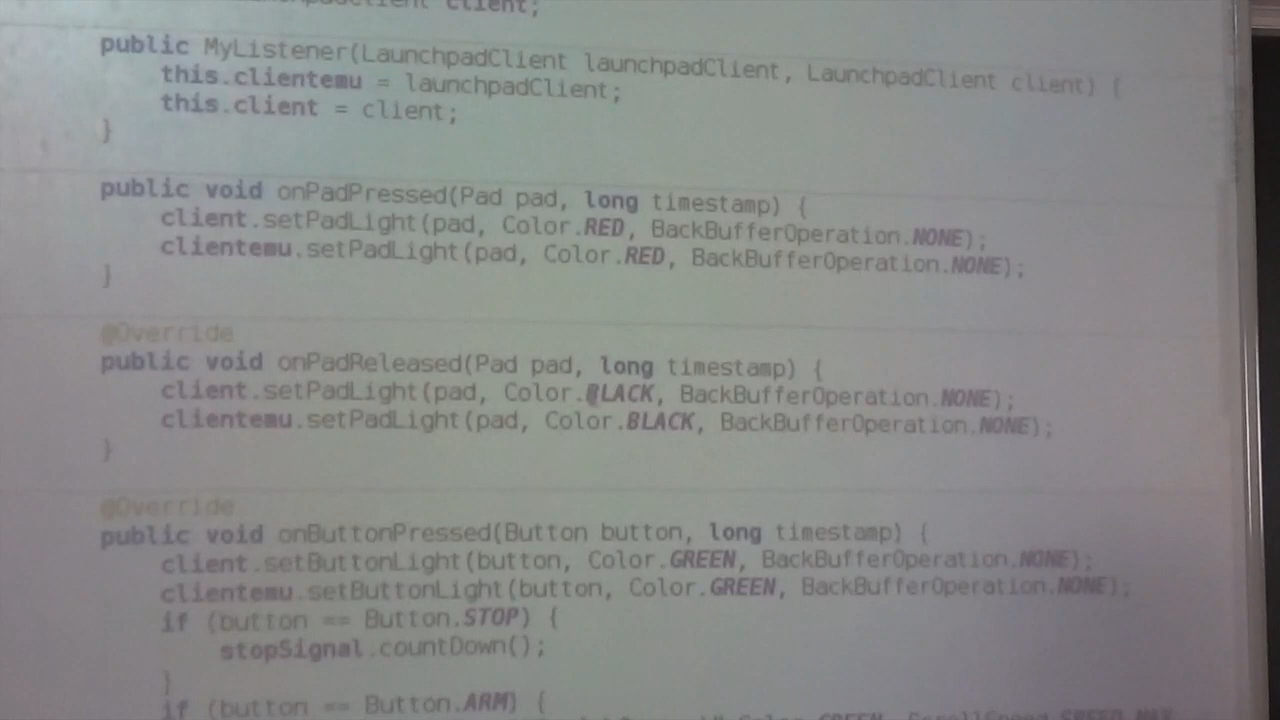 client;
public MyListener(LaunchpadClient launchpadClient, LaunchpadClient client) {
this.clientemu = launchpadClient;
this.client = client;
}
public void onPadPressed(Pad pad, long timestamp) {
client.setPadLight(pad, Color.RED, BackBufferOperation.NONE);
clientemu.setPadLight(pad, Color.RED, BackBufferOperation.NONE);
}
@Override
public void onPadReleased(Pad pad, long timestamp) {
client.setPadLight(pad, Color.BLACK, BackBufferOperation.NONE);
clientemu.setPadLight(pad, Color.BLACK, BackBufferOperation.NONE);
}
@Override
public void onButtonPressed(Button button, long timestamp) {
client.setButtonLight(button, Color.GREEN, BackBufferOperation.NONE);
clientemu.setButtonLight(button, Color.GREEN, BackBufferOperation.NONE);
if (button == Button.STOP) {
stopSignal.countDown();
}
if (button == Button.ARM) {